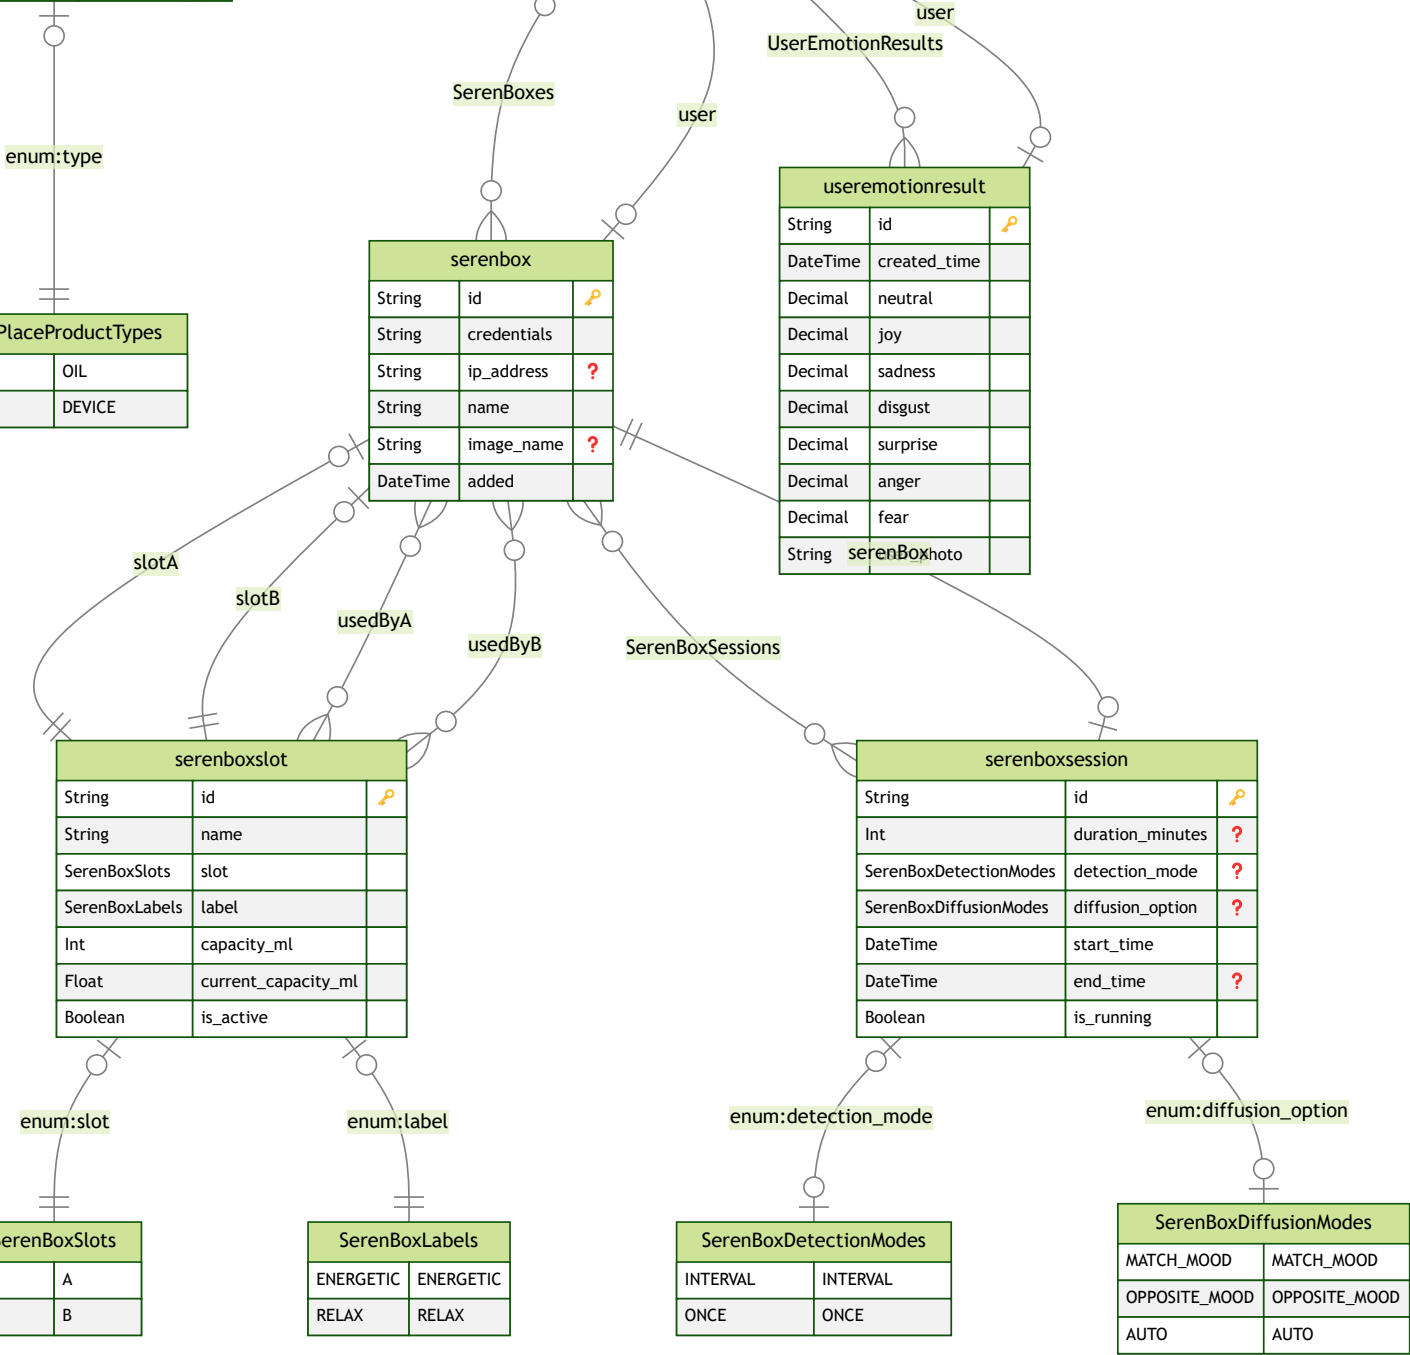 user
UserEmotionResults
SerenBoxes
user
enum:type
useremotionresult
String id
DateTime created_time
Decimal neutral
Decimal joy
Decimal sadness
Decimal disgust
Decimal surprise
Decimal anger
Decimal fear
String
serenBox
serenbox
String id
String credentials
String ip_address ?
String name
String image_name ?
DateTime added
PlaceProductTypes
OIL
DEVICE
slotA
slotB
usedByA
usedByB
SerenBoxSessions
serenboxslot
String id
String name
SerenBoxSlots slot
SerenBoxLabels label
Int capacity_ml
Float current_capacity_ml
Boolean is_active
serenboxsession
String id
Int duration_minutes ?
SerenBoxDetectionModes detection_mode ?
SerenBoxDiffusionModes diffusion_option ?
DateTime start_time
DateTime end_time ?
Boolean is_running
enum:slot
enum:label
enum:detection_mode
enum:diffusion_option
erenBoxSlots
A
B
SerenBoxLabels
ENERGETIC ENERGETIC
RELAX RELAX
SerenBoxDetectionModes
INTERVAL INTERVAL
ONCE ONCE
SerenBoxDiffusionModes
MATCH_MOOD MATCH_MOOD
OPPOSITE_MOOD OPPOSITE_MOOD
AUTO AUTO